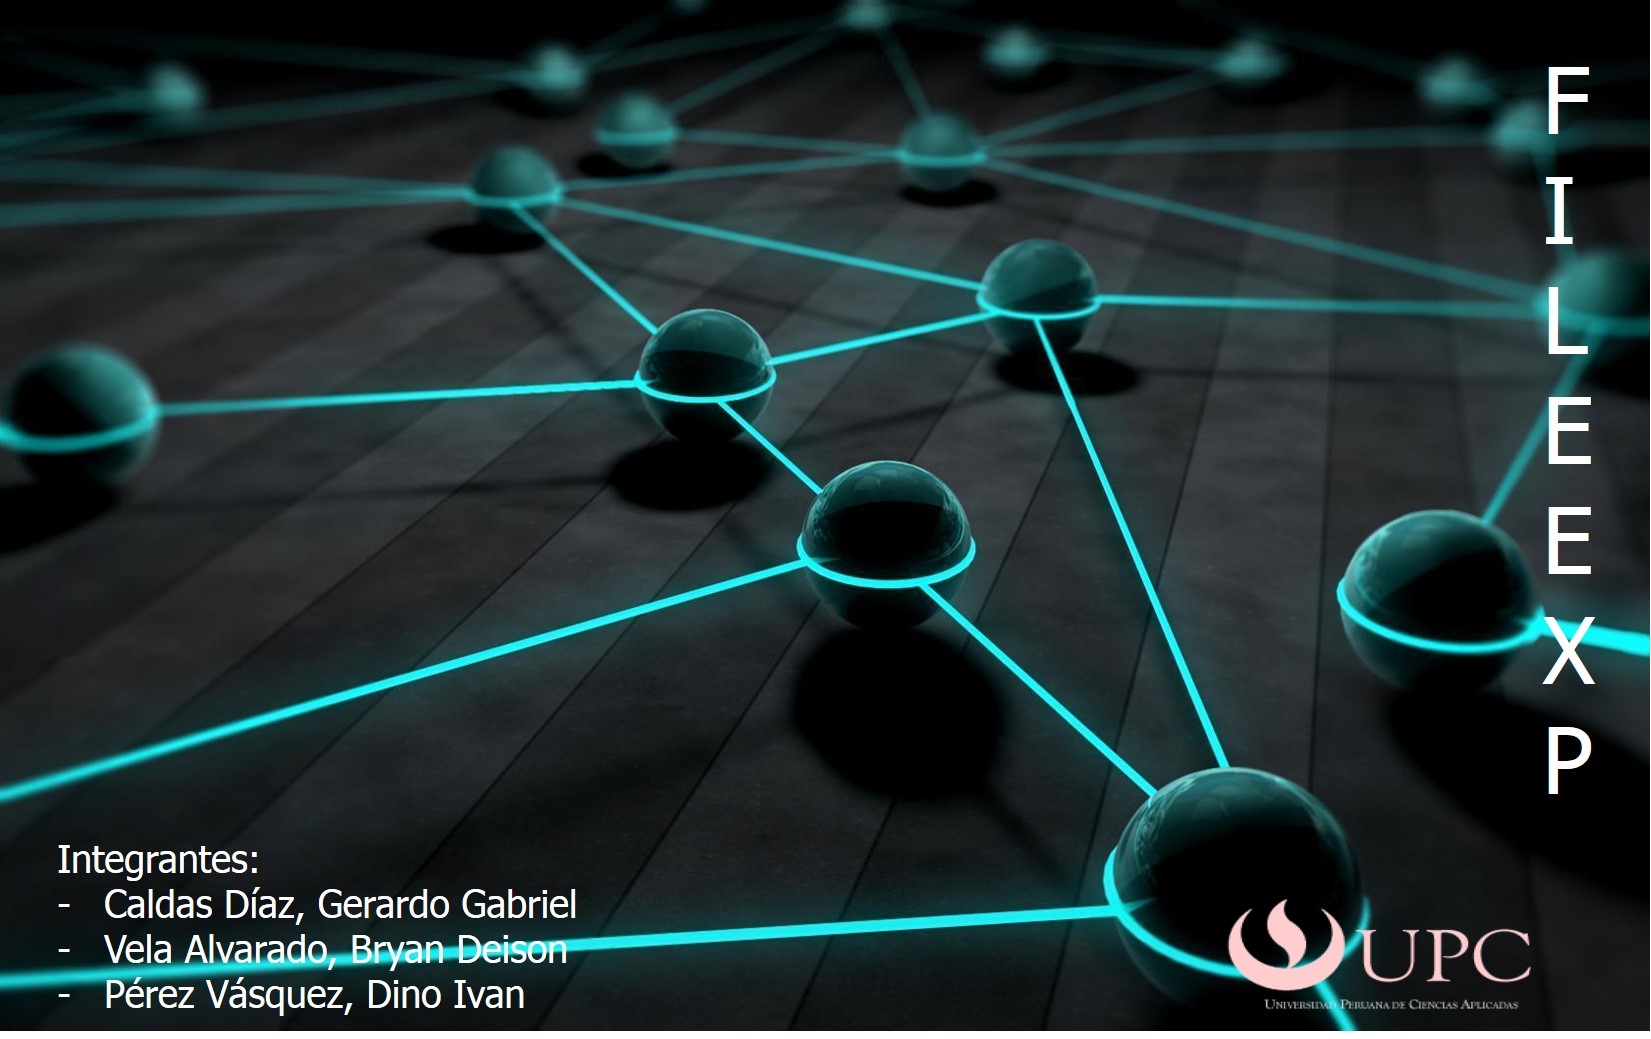 F
I
L
E
E
X
P
Integrantes:
- Caldas Díaz, Gerardo Gabriel
- Vela Alvarado, Bryan Deison
- Pérez Vásquez, Dino Ivan
UPC
Universidad Peruana de Ciencias Aplicadas